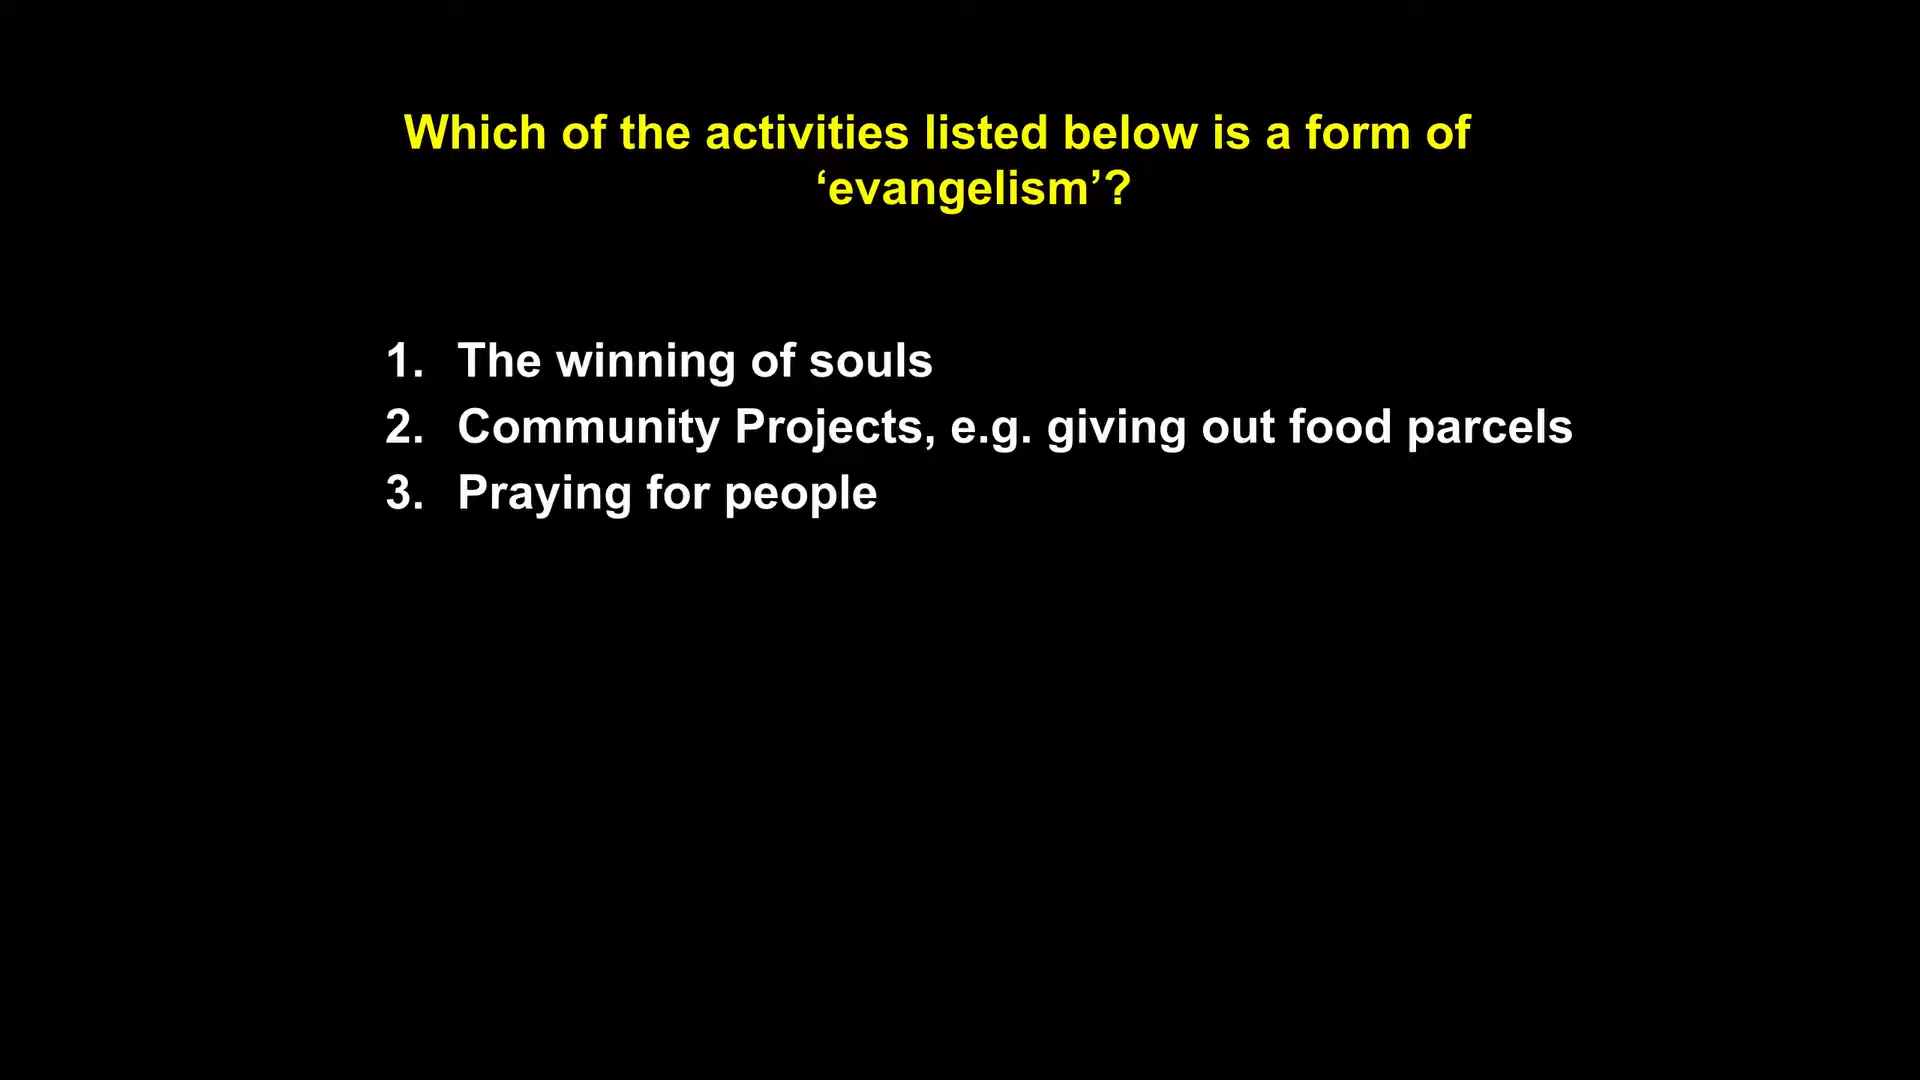 Which of the activities listed below is a form of
‘evangelism’?
1. The winning of souls
2. Community Projects, e.g. giving out food parcels
3. Praying for people